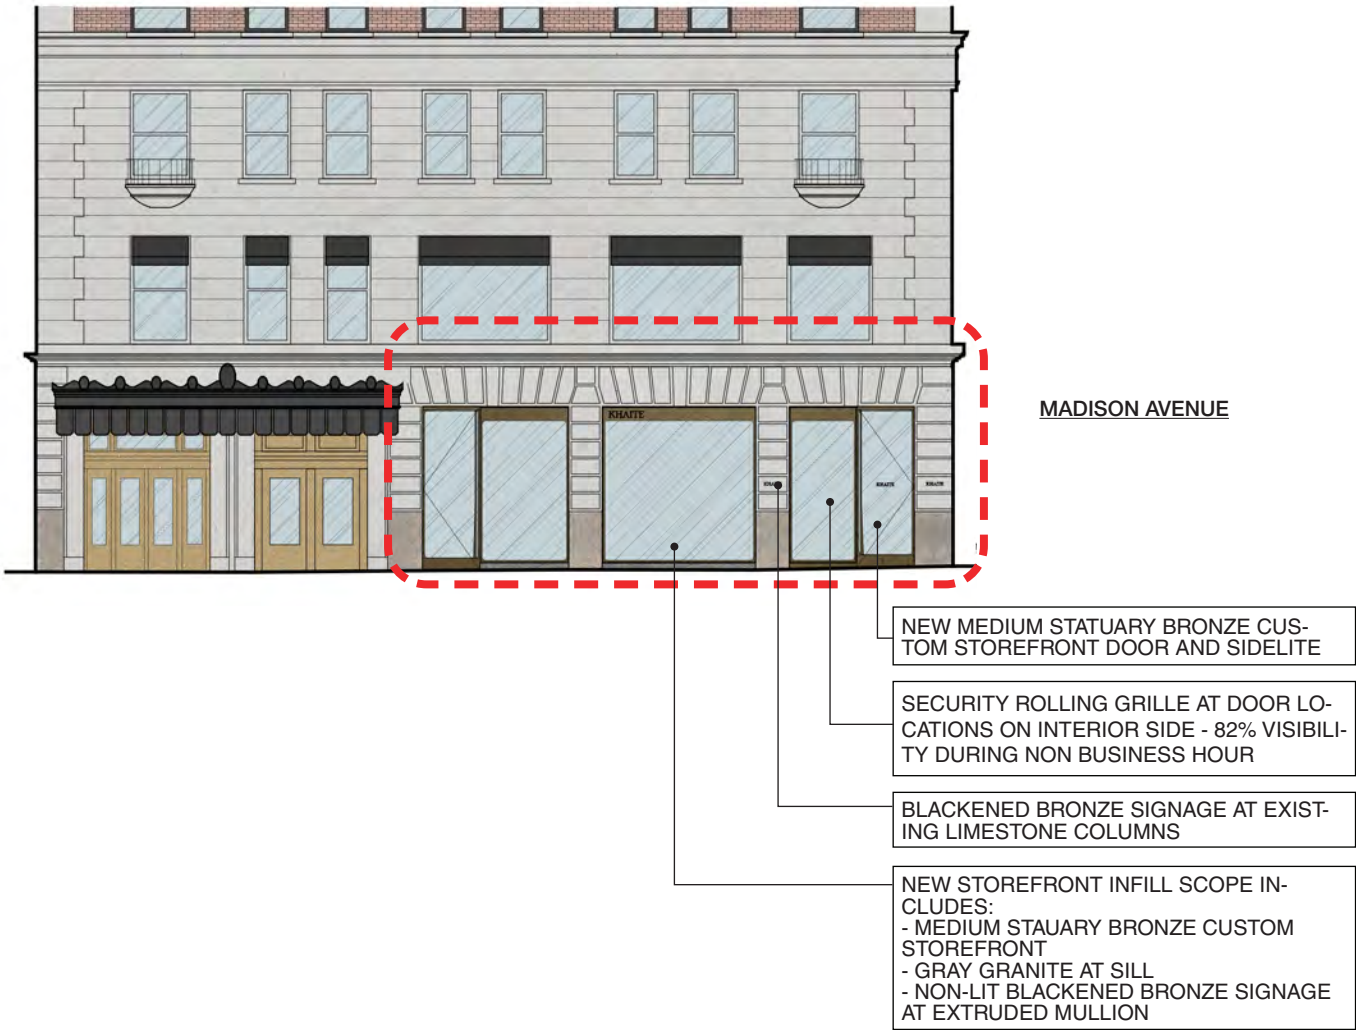 KHAITE
MADISON AVENUE
KHAITE
KHAITE
KHAITE
NEW MEDIUM STATUARY BRONZE CUS-
TOM STOREFRONT DOOR AND SIDELITE
SECURITY ROLLING GRILLE AT DOOR LO-
CATIONS ON INTERIOR SIDE - 82% VISIBILI-
TY DURING NON BUSINESS HOUR
BLACKENED BRONZE SIGNAGE AT EXIST-
ING LIMESTONE COLUMNS
NEW STOREFRONT INFILL SCOPE IN-
CLUDES:
- MEDIUM STAUARY BRONZE CUSTOM
STOREFRONT
- GRAY GRANITE AT SILL
- NON-LIT BLACKENED BRONZE SIGNAGE
AT EXTRUDED MULLION